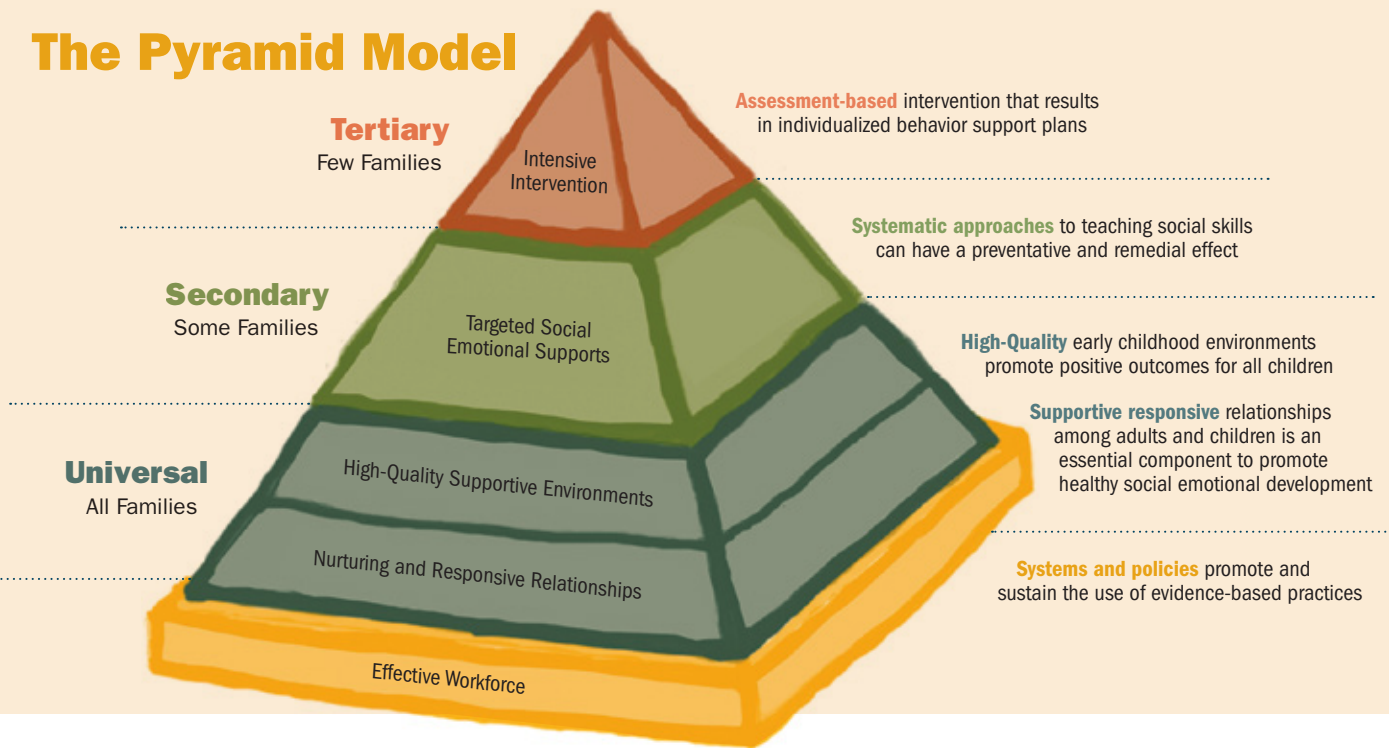 The Pyramid Model
Tertiary
Few Families
Intensive
Intervention
Assessment-based intervention that results
in individualized behavior support plans
Secondary
Some Families
Targeted Social
Emotional Supports
Systematic approaches to teaching social skills
can have a preventative and remedial effect
Universal
All Families
High-Quality Supportive Environments
Nurturing and Responsive Relationships
High-Quality early childhood environments
promote positive outcomes for all children
Supportive responsive relationships
among adults and children is an
essential component to promote
healthy social emotional development
Effective Workforce
Systems and policies promote and
sustain the use of evidence-based practices